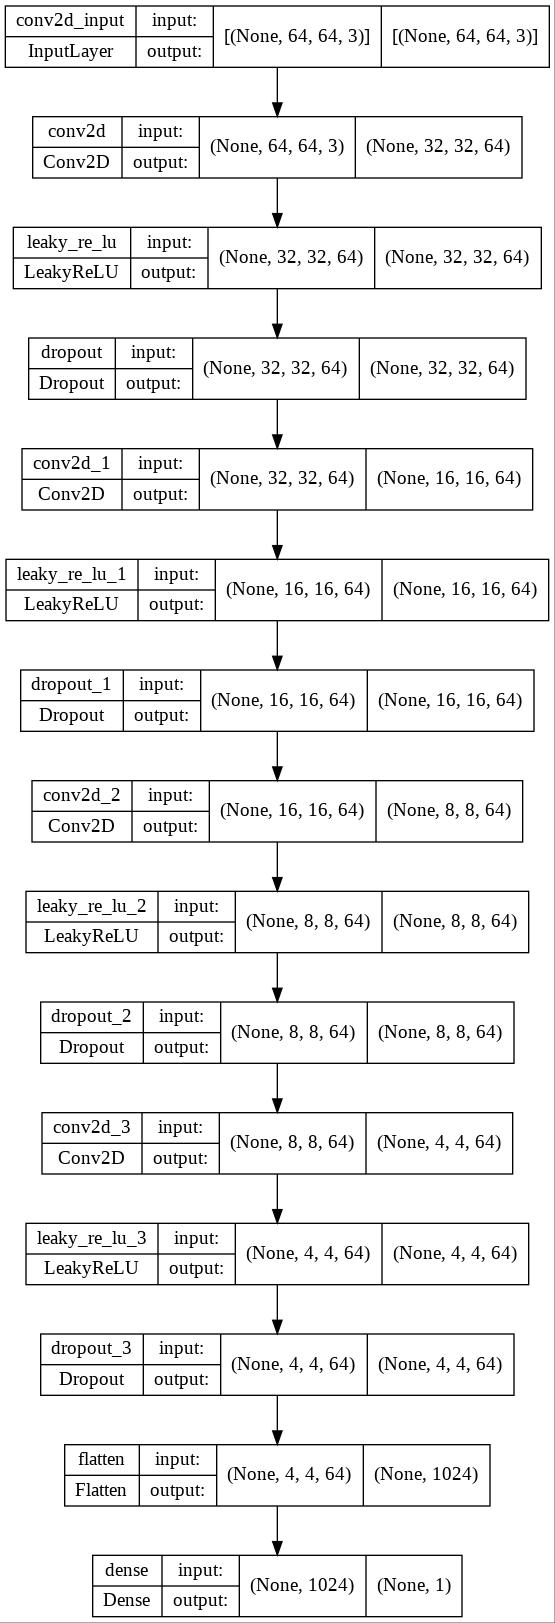 conv2d_input input: [(None, 64, 64, 3)] [(None, 64, 64, 3)]
InputLayer output:
conv2d input: (None, 64, 64, 3) (None, 32, 32, 64)
Conv2D output:
leaky_re_lu input: (None, 32, 32, 64) (None, 32, 32, 64)
LeakyReLU output:
dropout input: (None, 32, 32, 64) (None, 32, 32, 64)
Dropout output:
conv2d_1 input: (None, 32, 32, 64) (None, 16, 16, 64)
Conv2D output:
leaky_re_lu_1 input: (None, 16, 16, 64) (None, 16, 16, 64)
LeakyReLU output:
dropout_1 input: (None, 16, 16, 64) (None, 16, 16, 64)
Dropout output:
conv2d_2 input: (None, 16, 16, 64) (None, 8, 8, 64)
Conv2D output:
leaky_re_lu_2 input: (None, 8, 8, 64) (None, 8, 8, 64)
LeakyReLU output:
dropout_2 input: (None, 8, 8, 64) (None, 8, 8, 64)
Dropout output:
conv2d_3 input: (None, 8, 8, 64) (None, 4, 4, 64)
Conv2D output:
leaky_re_lu_3 input: (None, 4, 4, 64) (None, 4, 4, 64)
LeakyReLU output:
dropout_3 input: (None, 4, 4, 64) (None, 4, 4, 64)
Dropout output:
flatten input: (None, 4, 4, 64) (None, 1024)
Flatten output:
dense input: (None, 1024) (None, 1)
Dense output: